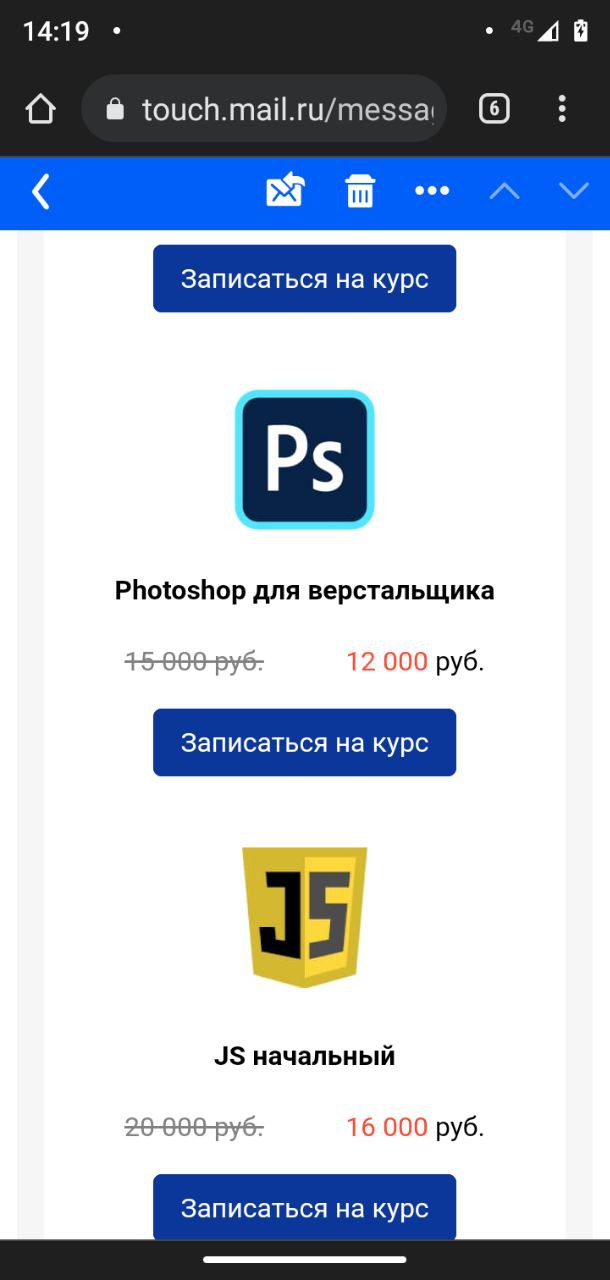 14:19
4G
touch.mail.ru/messa
6
Записаться на курс
Ps
Photoshop для верстальщика
15 000 руб. 12 000 руб.
Записаться на курс
JS
JS начальный
20 000 руб. 16 000 руб.
Записаться на курс